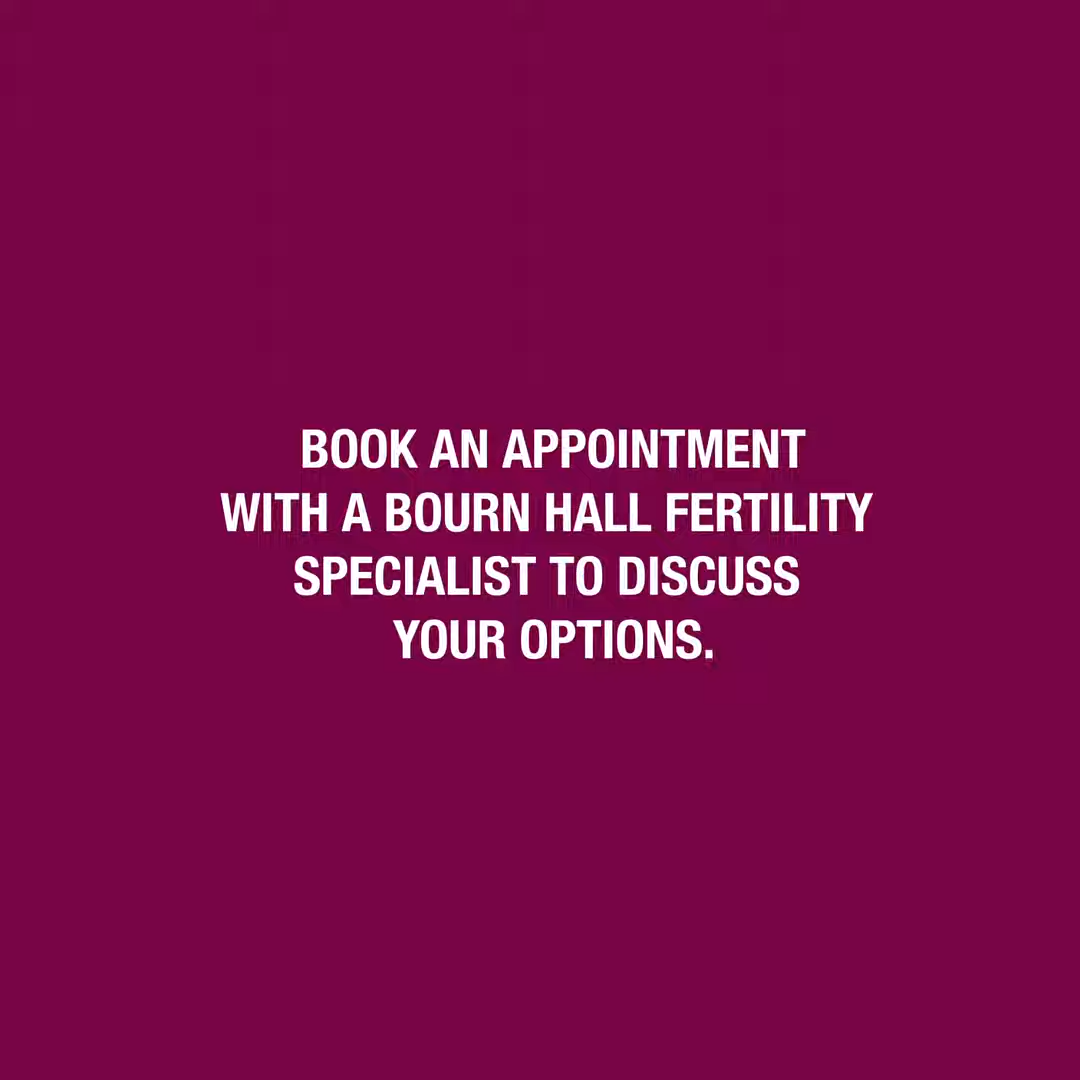 BOOK AN APPOINTMENT
WITH A BOURN HALL FERTILITY
SPECIALIST TO DISCUSS
YOUR OPTIONS.